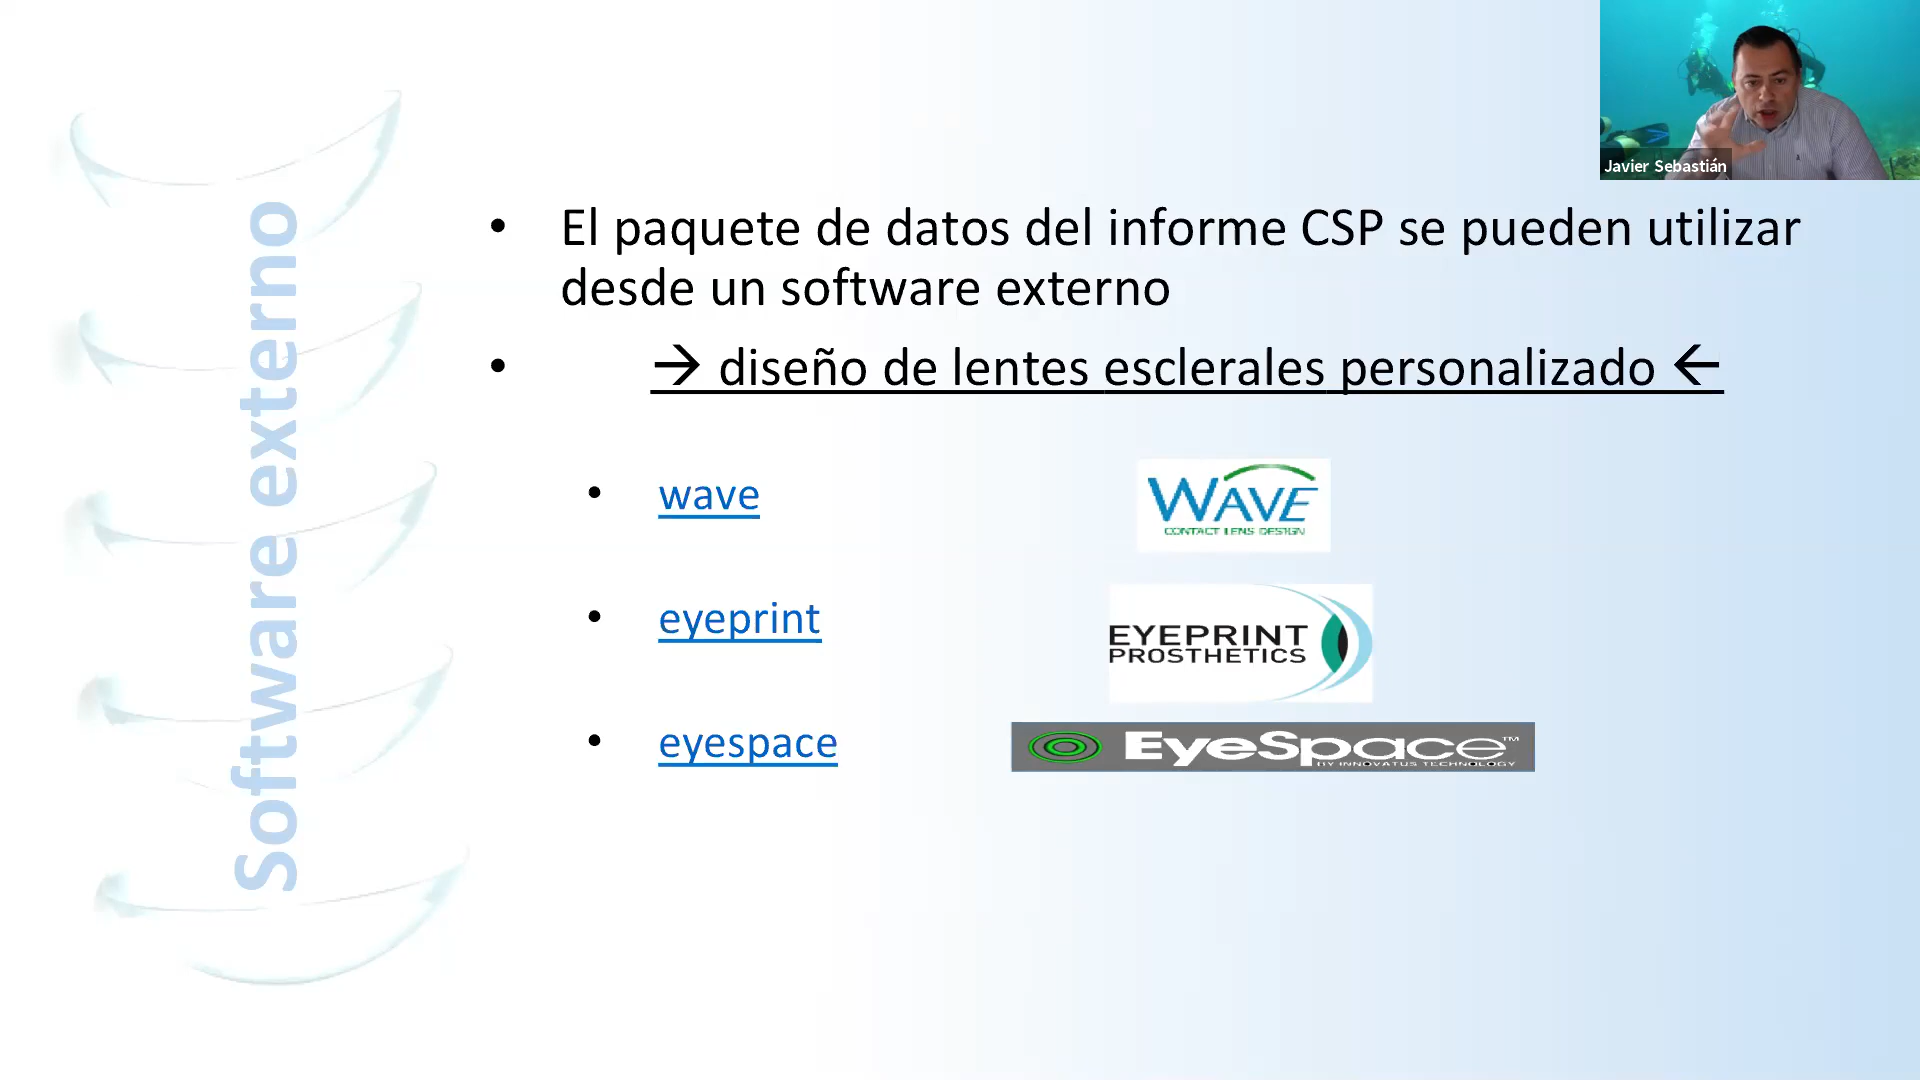 Javier Sebastián
Software externo
• El paquete de datos del informe CSP se pueden utilizar
desde un software externo
• → diseño de lentes esclerales personalizado ←
• wave
WAVE
CONTACT LENS DESIGN
• eyeprint
EYEPRINT
PROSTHETICS
• eyespace
EyeSpace™
BY INNOVATUS TECHNOLOGY